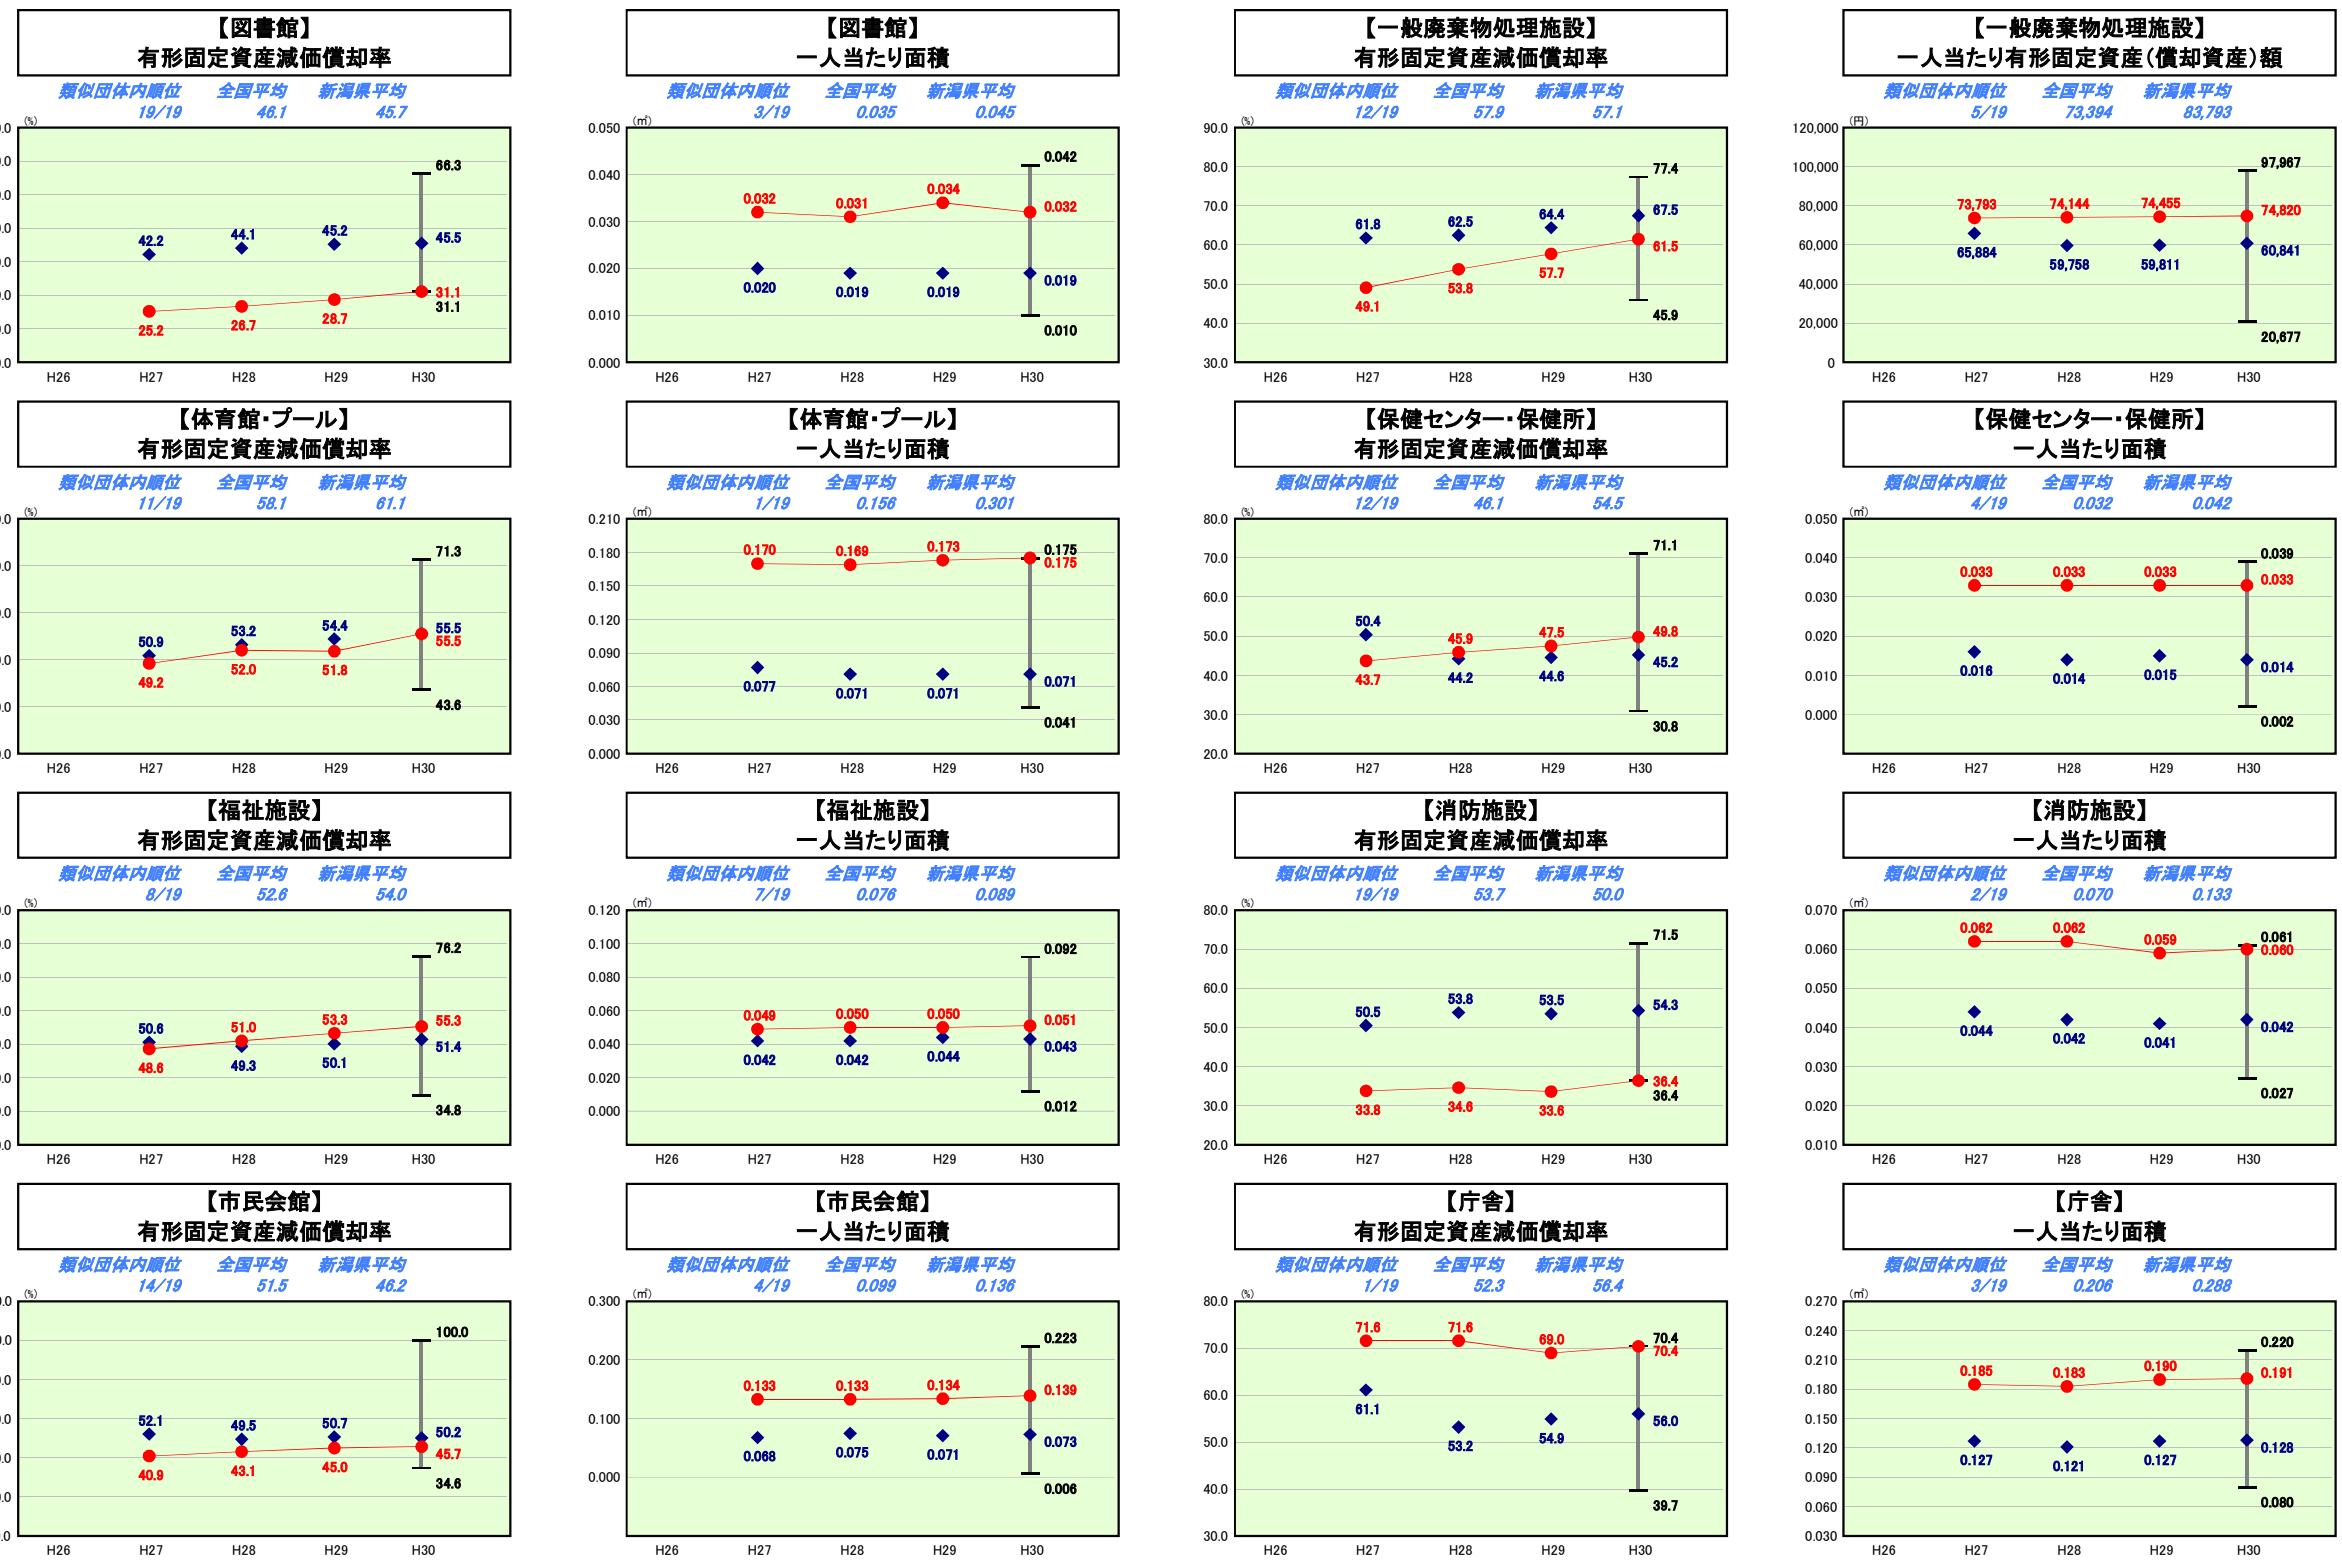 【図書館】
有形固定資産減価償却率
類似団体内順位 全国平均 新潟県平均
19/19 46.1 45.7
(%)
66.3
42.2 44.1 45.2 45.5
31.1
31.1
25.2 26.7 28.7
H26 H27 H28 H29 H30
【図書館】
一人当たり面積
類似団体内順位 全国平均 新潟県平均
3/19 0.035 0.045
(㎡)
0.050
0.040
0.030
0.020
0.010
0.000
0.042
0.032 0.031 0.034 0.032
0.020 0.019 0.019 0.019
0.010
H26 H27 H28 H29 H30
【一般廃棄物処理施設】
有形固定資産減価償却率
類似団体内順位 全国平均 新潟県平均
12/19 57.9 57.1
(%)
90.0
80.0
70.0
60.0
50.0
40.0
30.0
77.4
61.8 62.5 64.4 67.5
49.1 53.8 57.7 61.5
45.9
H26 H27 H28 H29 H30
【一般廃棄物処理施設】
一人当たり有形固定資産(償却資産)額
類似団体内順位 全国平均 新潟県平均
5/19 73,394 83,793
(円)
120,000
100,000
80,000
60,000
40,000
20,000
0
97,967
73,793 74,144 74,455 74,820
65,884 59,758 59,811 60,841
20,677
H26 H27 H28 H29 H30
【体育館・プール】
有形固定資産減価償却率
類似団体内順位 全国平均 新潟県平均
11/19 58.1 61.1
(%)
71.3
50.9 53.2 54.4 55.5
49.2 52.0 51.8 55.5
43.6
H26 H27 H28 H29 H30
【体育館・プール】
一人当たり面積
類似団体内順位 全国平均 新潟県平均
1/19 0.156 0.301
(㎡)
0.210
0.180
0.150
0.120
0.090
0.060
0.030
0.000
0.175
0.170 0.169 0.173 0.175
0.077 0.071 0.071 0.071
0.041
H26 H27 H28 H29 H30
【保健センター・保健所】
有形固定資産減価償却率
類似団体内順位 全国平均 新潟県平均
12/19 46.1 54.5
(%)
80.0
70.0
60.0
50.0
40.0
30.0
20.0
71.1
50.4 45.9 47.5 49.8
43.7 44.2 44.6 45.2
30.8
H26 H27 H28 H29 H30
【保健センター・保健所】
一人当たり面積
類似団体内順位 全国平均 新潟県平均
4/19 0.032 0.042
(㎡)
0.050
0.040
0.030
0.020
0.010
0.000
0.039
0.033 0.033 0.033 0.033
0.016 0.014 0.015 0.014
0.002
H26 H27 H28 H29 H30
【福祉施設】
有形固定資産減価償却率
類似団体内順位 全国平均 新潟県平均
8/19 52.6 54.0
(%)
76.2
50.6 51.0 53.3 55.3
48.6 49.3 50.1 51.4
34.8
H26 H27 H28 H29 H30
【福祉施設】
一人当たり面積
類似団体内順位 全国平均 新潟県平均
7/19 0.076 0.089
(㎡)
0.120
0.100
0.080
0.060
0.040
0.020
0.000
0.092
0.049 0.050 0.050 0.051
0.042 0.042 0.044 0.043
0.012
H26 H27 H28 H29 H30
【消防施設】
有形固定資産減価償却率
類似団体内順位 全国平均 新潟県平均
19/19 53.7 50.0
(%)
80.0
70.0
60.0
50.0
40.0
30.0
20.0
71.5
50.5 53.8 53.5 54.3
36.4
36.4
33.8 34.6 33.6
H26 H27 H28 H29 H30
【消防施設】
一人当たり面積
類似団体内順位 全国平均 新潟県平均
2/19 0.070 0.133
(㎡)
0.070
0.060
0.050
0.040
0.030
0.020
0.010
0.061
0.062 0.062 0.059 0.060
0.044 0.042 0.041 0.042
0.027
H26 H27 H28 H29 H30
【市民会館】
有形固定資産減価償却率
類似団体内順位 全国平均 新潟県平均
14/19 51.5 46.2
(%)
100.0
52.1 49.5 50.7 50.2
40.9 43.1 45.0 45.7
34.6
H26 H27 H28 H29 H30
【市民会館】
一人当たり面積
類似団体内順位 全国平均 新潟県平均
4/19 0.099 0.136
(㎡)
0.300
0.200
0.100
0.000
0.223
0.133 0.133 0.134 0.139
0.068 0.075 0.071 0.073
0.006
H26 H27 H28 H29 H30
【庁舎】
有形固定資産減価償却率
類似団体内順位 全国平均 新潟県平均
1/19 52.3 56.4
(%)
80.0
70.0
60.0
50.0
40.0
30.0
70.4
71.6 71.6 69.0 70.4
61.1 53.2 54.9 56.0
39.7
H26 H27 H28 H29 H30
【庁舎】
一人当たり面積
類似団体内順位 全国平均 新潟県平均
3/19 0.206 0.288
(㎡)
0.270
0.240
0.210
0.180
0.150
0.120
0.090
0.060
0.030
0.220
0.185 0.183 0.190 0.191
0.127 0.121 0.127 0.128
0.080
H26 H27 H28 H29 H30